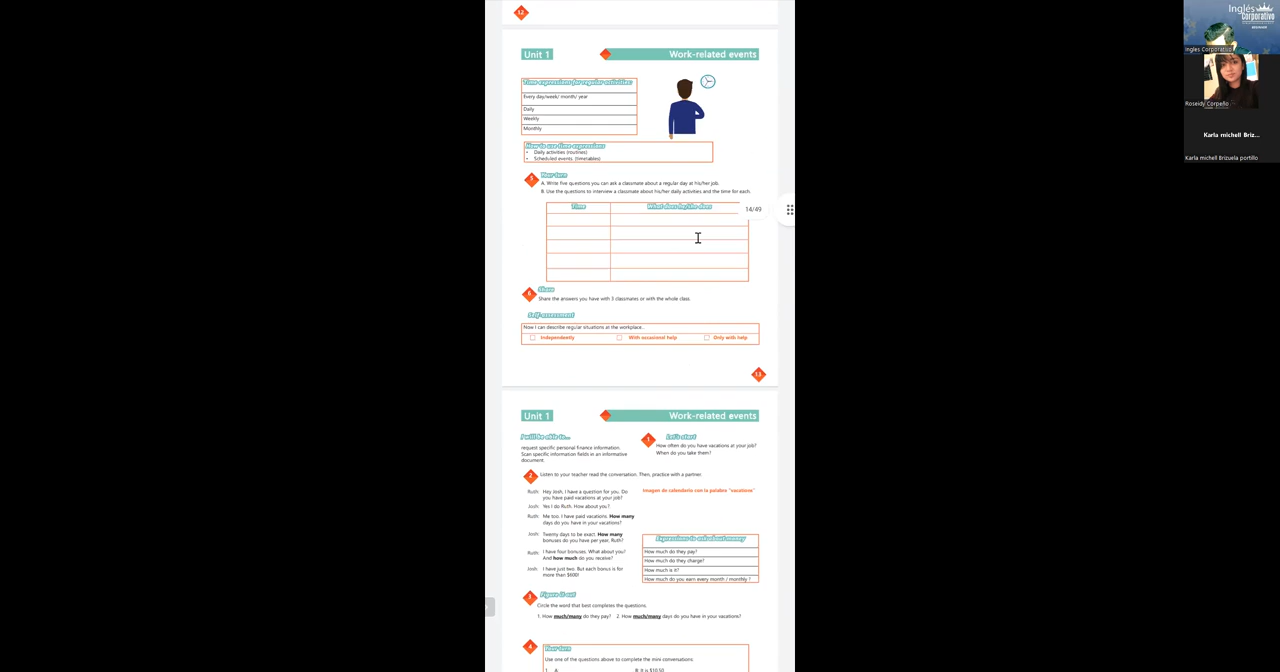 12
Unit 1
Work-related events
Time expressions for regular activities:
Every day/week/ month/ year
Daily
Weekly
Monthly
How to use time expressions
• Daily activities (routines)
• Scheduled events (timetables)
5
Your turn
A. Write five questions you can ask a classmate about a regular day at his/her job.
B. Use the questions to interview a classmate about his/her daily activities and the time for each.
Time
What does he/she does
14/49
6
Share
Share the answers you have with 3 classmates or with the whole class.
Self-assessment
Now I can describe regular situations at the workplace..
Independently
With occasional help
Only with help
13
Unit 1
Work-related events
I will be able to...
request specific personal finance information.
Scan specific information fields in an informative
document
1
Let's start
How often do you have vacations at your job?
When do you take them?
2
Listen to your teacher read the conversation. Then, practice with a partner.
Ruth: Hey Josh, I have a question for you. Do
you have paid vacations at your job?
Josh: Yes I do Ruth. How about you?
Ruth: Me too. I have paid vacations. How many
days do you have in your vacations?
Josh: Twenty days to be exact. How many
bonuses do you have per year, Ruth?
Ruth: I have four bonuses. What about you?
And how much do you receive?
Josh: I have just two. But each bonus is for
more than $600!
Imagen de calendario con la palabra "vacations"
Expressions to ask about money
How much do they pay?
How much do they charge?
How much is it?
How much do you earn every month / monthly ?
3
Figure it out
Circle the word that best completes the questions.
1. How much/many do they pay? 2. How much/many days do you have in your vacations?
4
Your turn
Use one of the questions above to complete the mini conversations
1. A:
B: It is $10.50
Inglés
Corporativo
Ingles Corporativo
Roseidy Corpeño
Karla michell Briz...
Karla michell Brizuela portillo